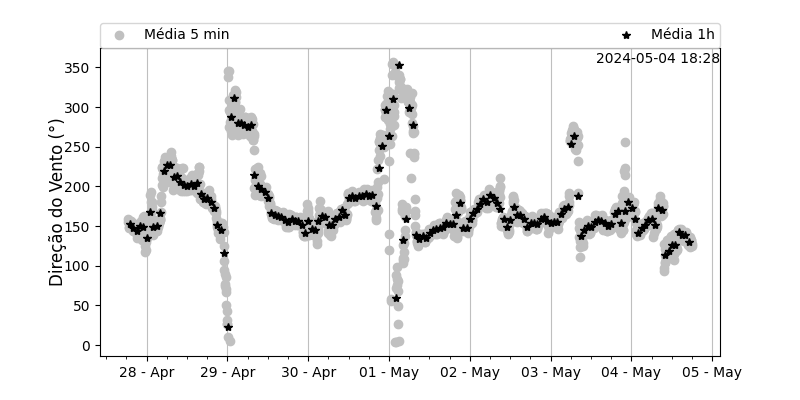 Média 5 min
Média 1h
2024-05-04 18:28
Direção do Vento (°)
350
300
250
200
150
100
50
0
28 - Apr
29 - Apr
30 - Apr
01 - May
02 - May
03 - May
04 - May
05 - May